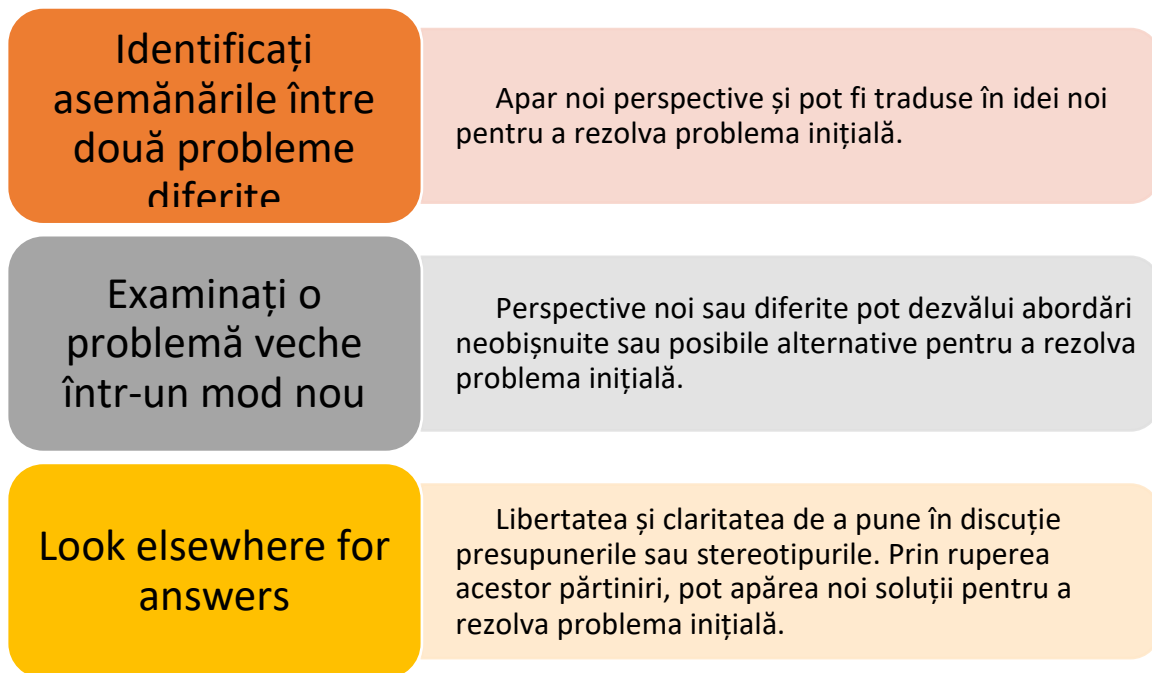 Identificați
asemănările între
două probleme
diferite
Apar noi perspective și pot fi traduse în idei noi
pentru a rezolva problema inițială.
Examinați o
problemă veche
într-un mod nou
Perspective noi sau diferite pot dezvălui abordări
neobișnuite sau posibile alternative pentru a rezolva
problema inițială.
Look elsewhere for
answers
Libertatea și claritatea de a pune în discuție
presupunerile sau stereotipurile. Prin ruperea
acestor părtiniri, pot apărea noi soluții pentru a
rezolva problema inițială.